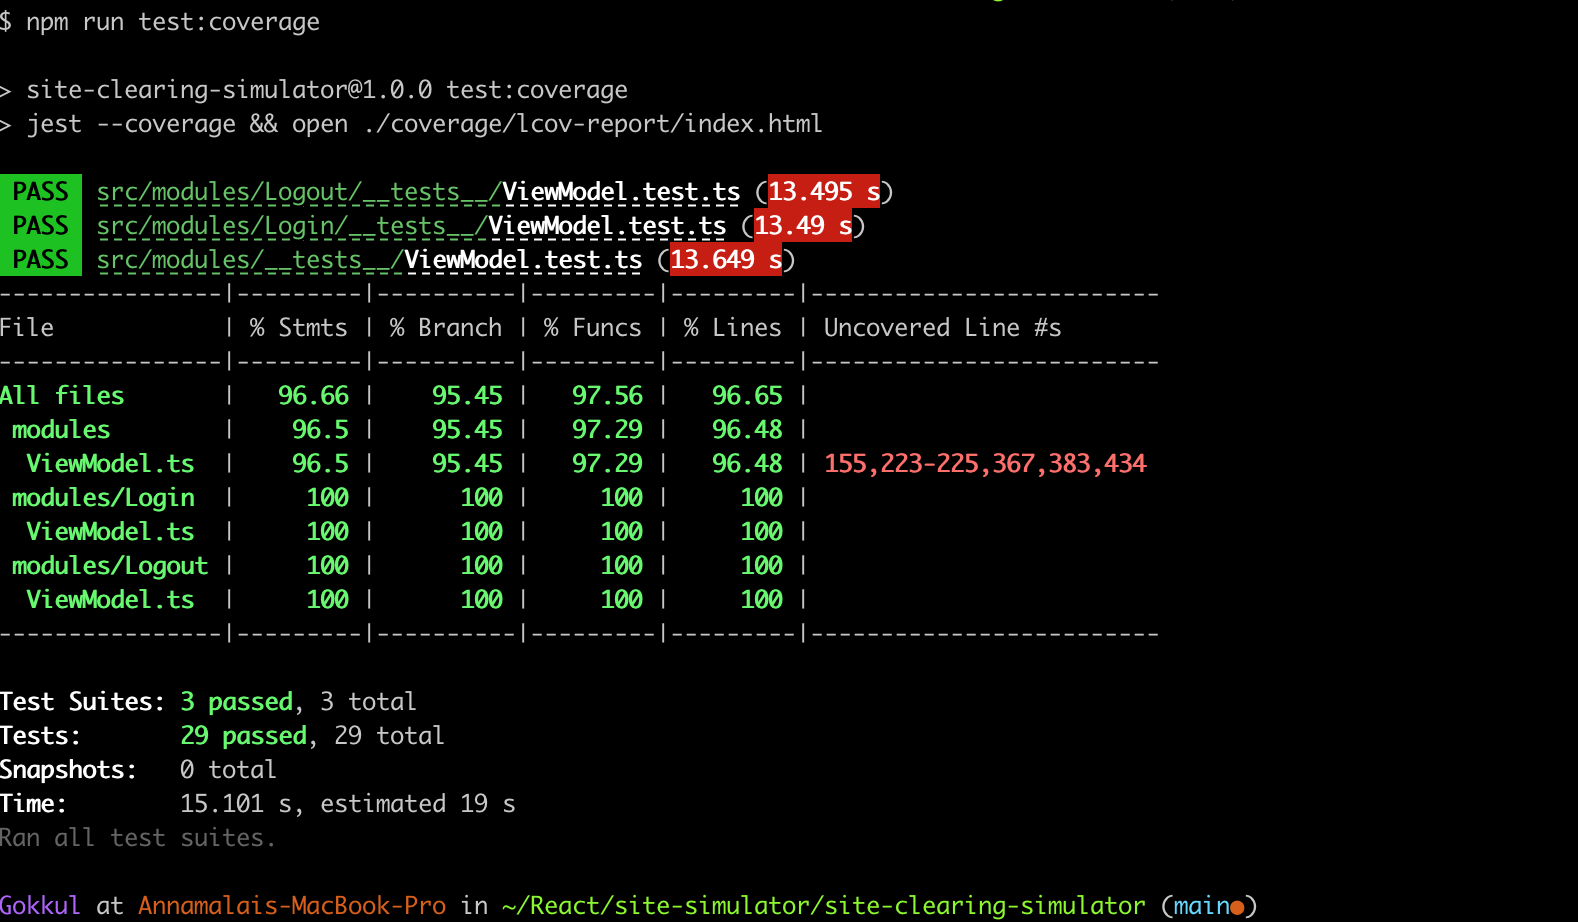 $ npm run test:coverage
> site-clearing-simulator@1.0.0 test:coverage
> jest --coverage && open ./coverage/lcov-report/index.html
PASS src/modules/Logout/__tests__/ViewModel.test.ts (13.495 s)
PASS src/modules/Login/__tests__/ViewModel.test.ts (13.49 s)
PASS src/modules/__tests__/ViewModel.test.ts (13.649 s)
----------------|---------|----------|---------|---------|-------------------------
File            | % Stmts | % Branch | % Funcs | % Lines | Uncovered Line #s
----------------|---------|----------|---------|---------|-------------------------
All files       |   96.66 |    95.45 |   97.56 |   96.65 |
 modules        |    96.5 |    95.45 |   97.29 |   96.48 |
  ViewModel.ts  |    96.5 |    95.45 |   97.29 |   96.48 | 155,223-225,367,383,434
 modules/Login  |     100 |      100 |     100 |     100 |
  ViewModel.ts  |     100 |      100 |     100 |     100 |
 modules/Logout |     100 |      100 |     100 |     100 |
  ViewModel.ts  |     100 |      100 |     100 |     100 |
----------------|---------|----------|---------|---------|-------------------------
Test Suites: 3 passed, 3 total
Tests:       29 passed, 29 total
Snapshots:   0 total
Time:        15.101 s, estimated 19 s
Ran all test suites.
Gokkul at Annamalais-MacBook-Pro in ~/React/site-simulator/site-clearing-simulator (main●)